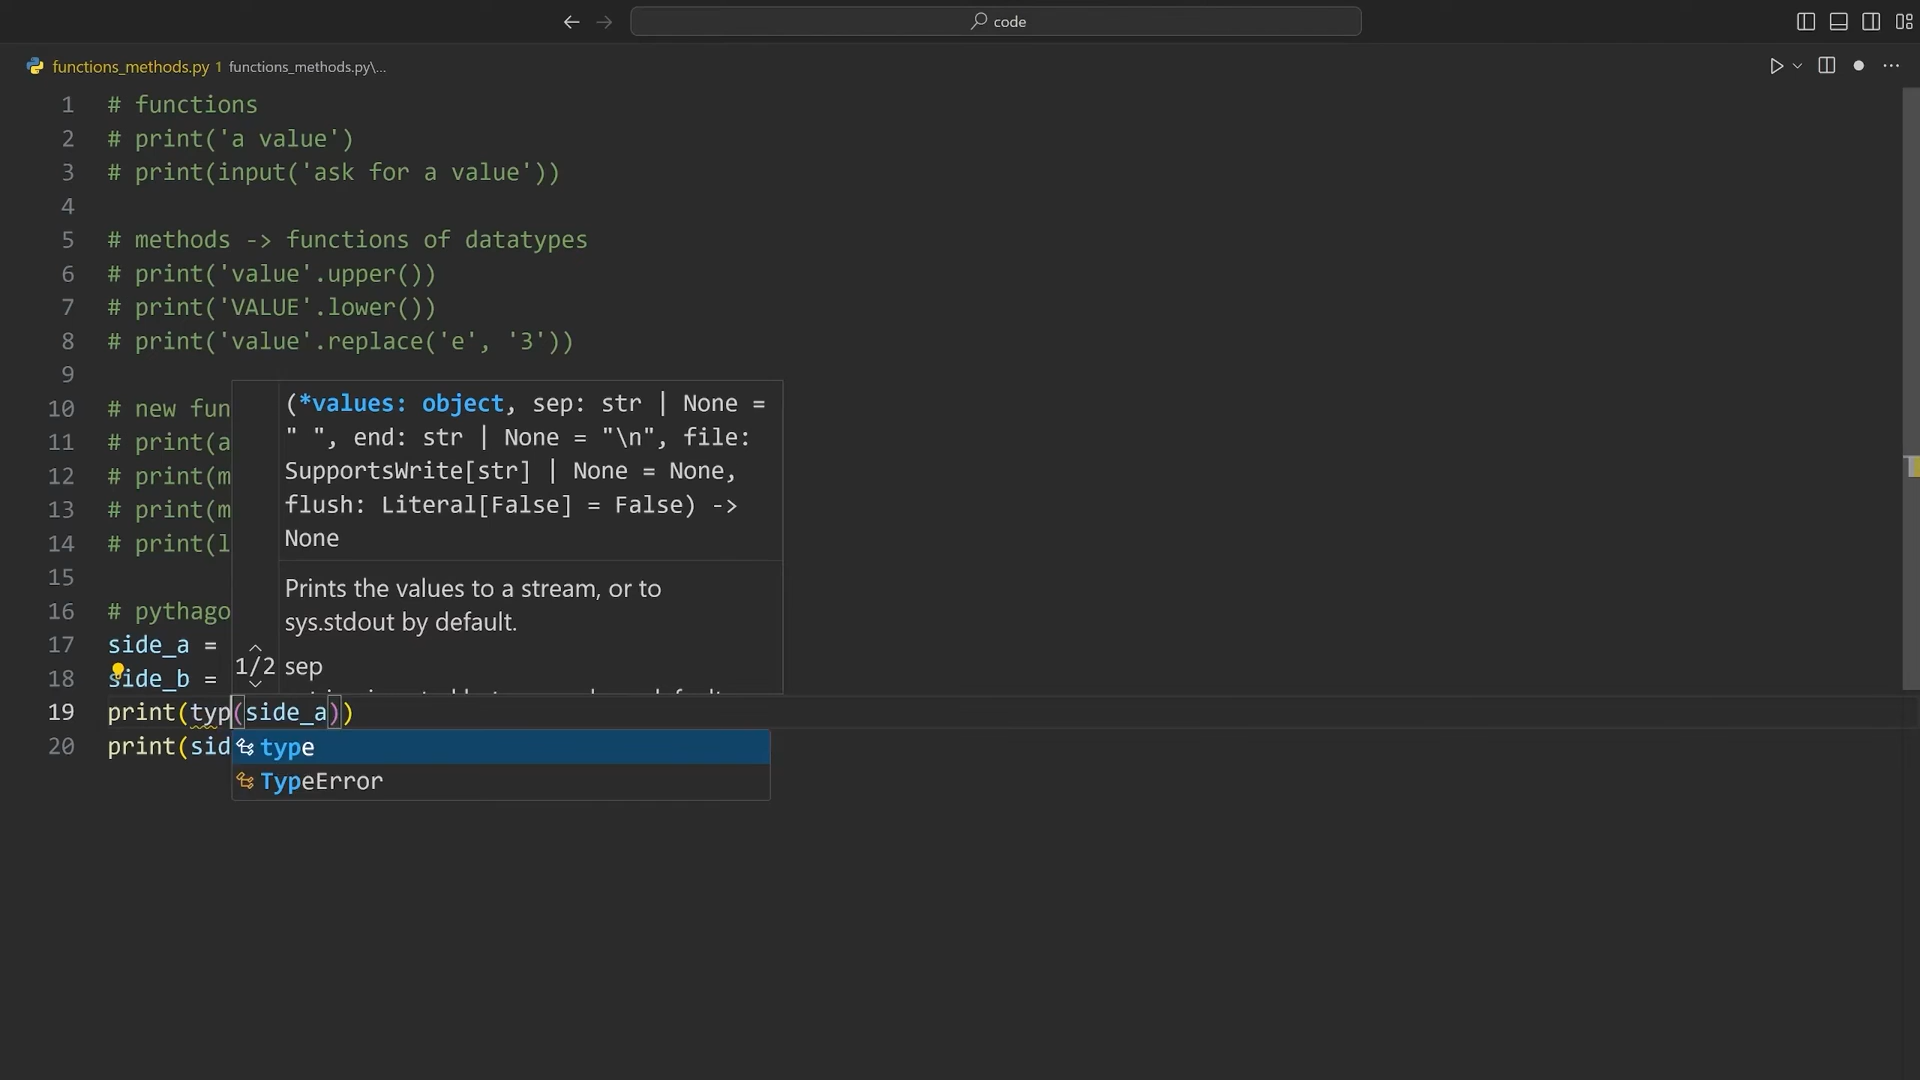 code
functions_methods.py 1 functions_methods.py\...
1 # functions
2 # print('a value')
3 # print(input('ask for a value'))
4
5 # methods -> functions of datatypes
6 # print('value'.upper())
7 # print('VALUE'.lower())
8 # print('value'.replace('e', '3'))
9
10 # new fun
11 # print(a
12 # print(m
13 # print(m
14 # print(l
15
16 # pythago
17 side_a =
18 side_b =
19 print(typ(side_a))
20 print(sid
(*values: object, sep: str | None =
" ", end: str | None = "\n", file:
SupportsWrite[str] | None = None,
flush: Literal[False] = False) ->
None
Prints the values to a stream, or to
sys.stdout by default.
1/2 sep
type
TypeError